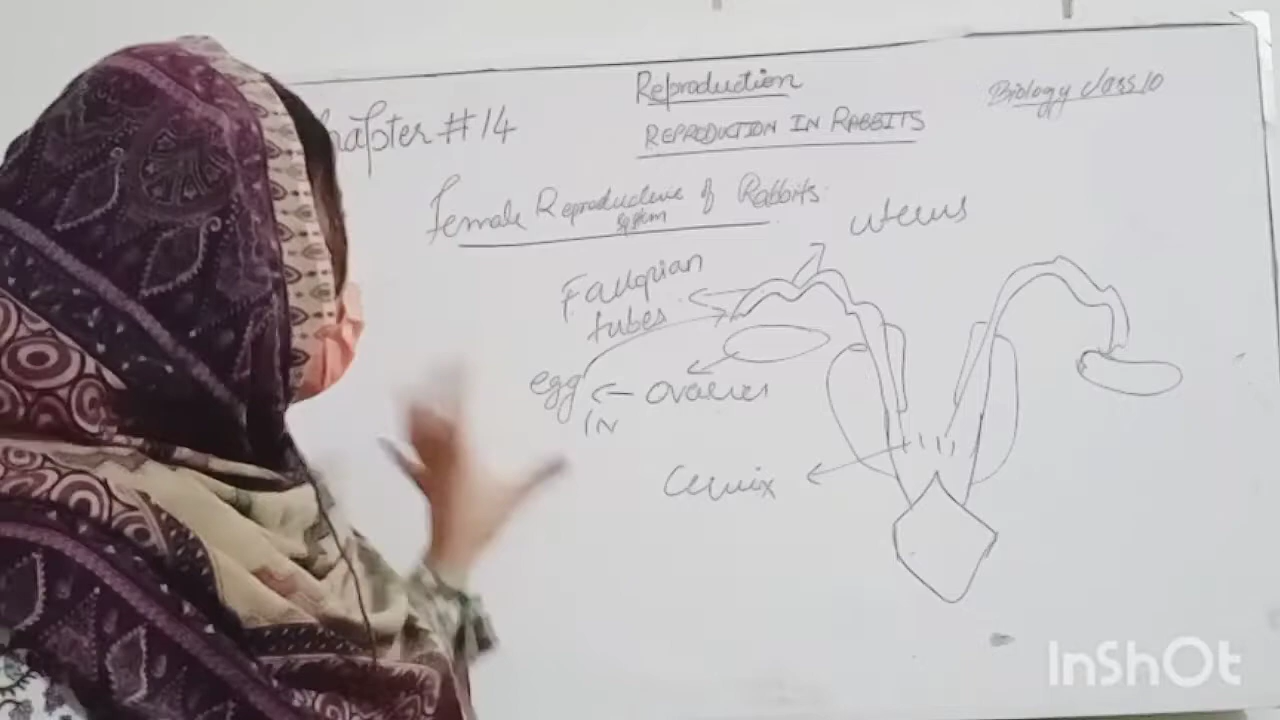 Reproduction
Biology class 10
Chapter # 14
REPRODUCTION IN RABBITS
Female Reproductive system of Rabbits
uterus
Fallopian
tubes
egg ← ovaries
IN
Cervix
InShOt